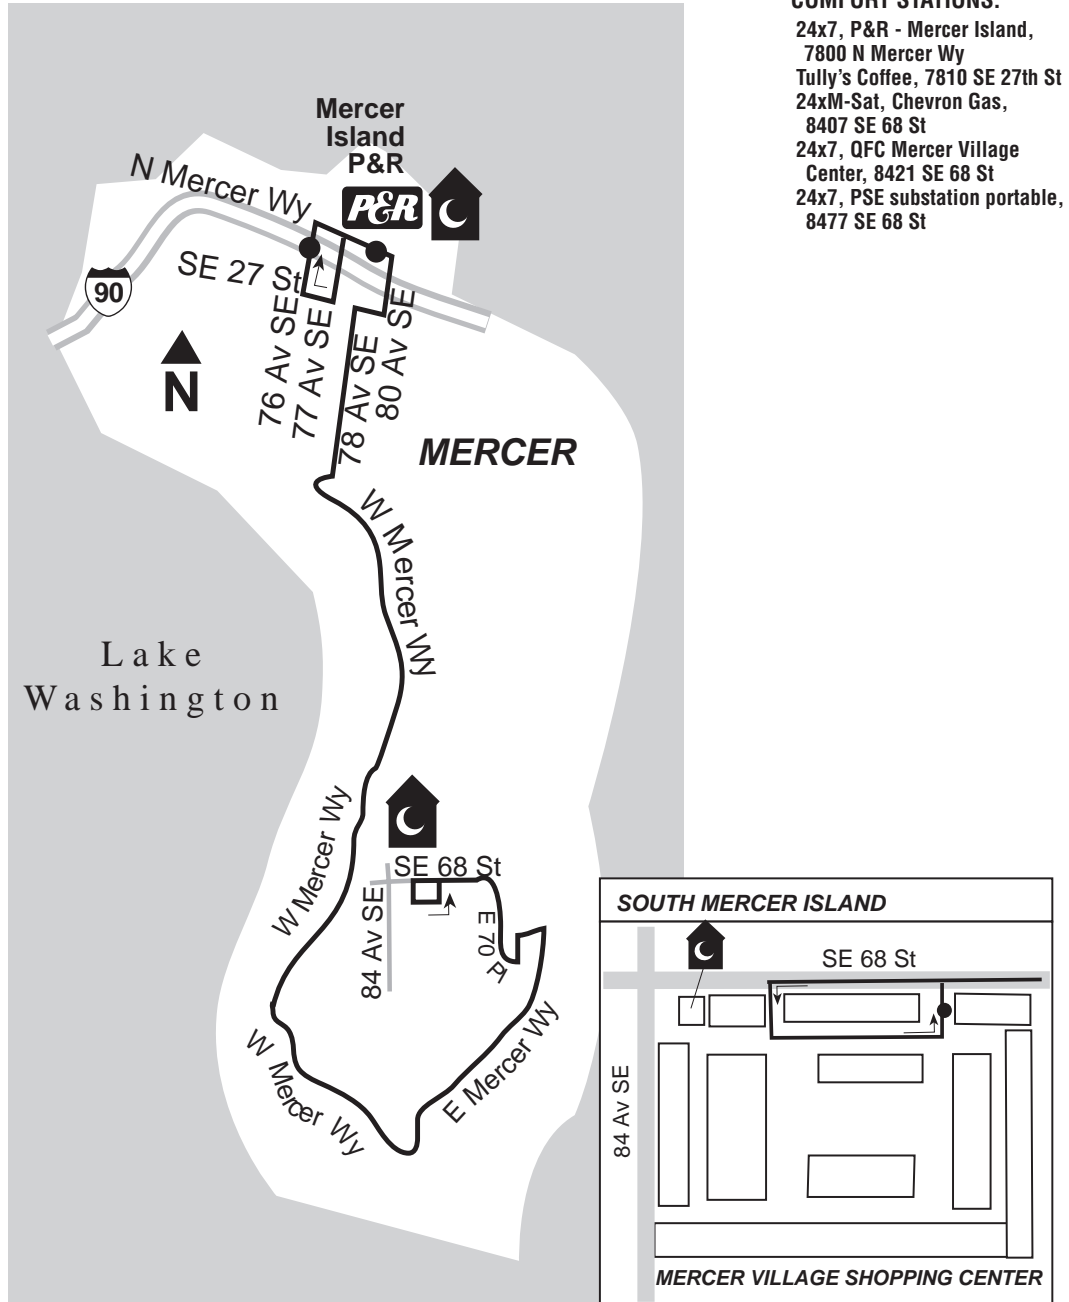 COMFORT STATIONS:
24x7, P&R - Mercer Island,
7800 N Mercer Wy
Tully's Coffee, 7810 SE 27th St
24xM-Sat, Chevron Gas,
8407 SE 68 St
24x7, QFC Mercer Village
Center, 8421 SE 68 St
24x7, PSE substation portable,
8477 SE 68 St
Mercer
Island
P&R
P&R
N Mercer Wy
SE 27 St
90
76 Av SE
77 Av SE
78 Av SE
80 Av SE
N
MERCER
W Mercer Wy
Lake
Washington
W Mercer Wy
SE 68 St
84 Av SE
E 70 Pl
W Mercer Wy
E Mercer Wy
SOUTH MERCER ISLAND
SE 68 St
84 Av SE
MERCER VILLAGE SHOPPING CENTER